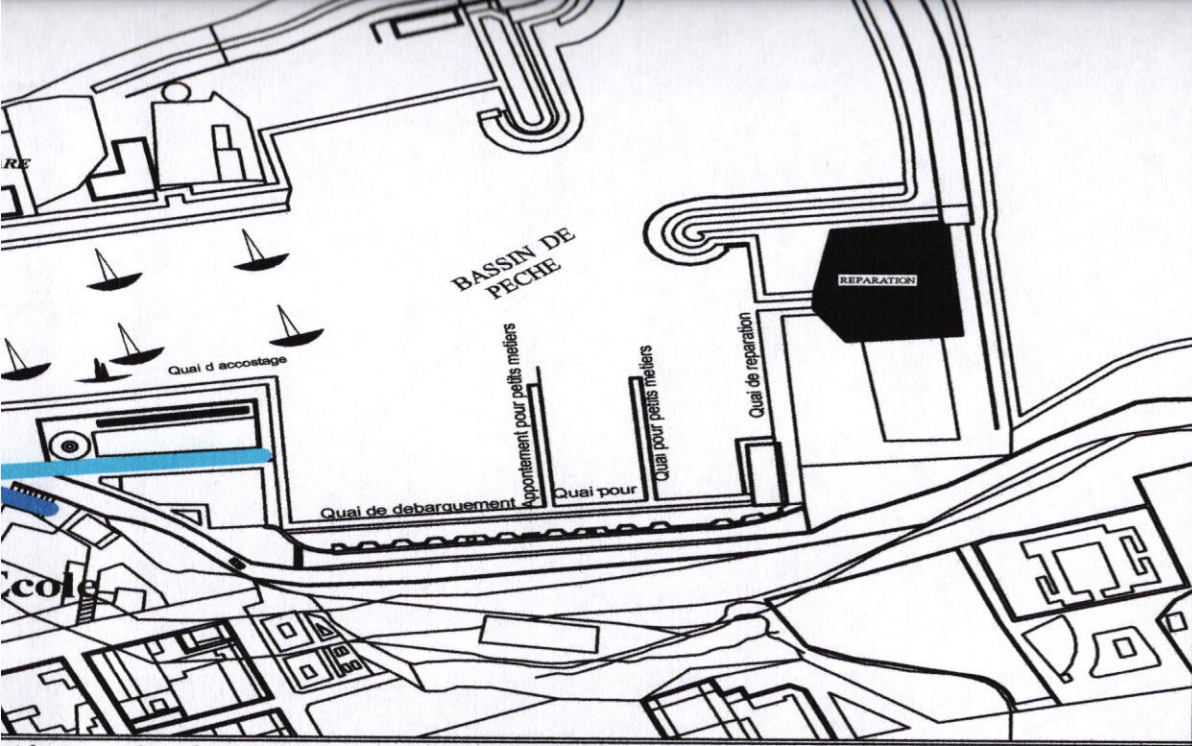 RE
BASSIN DE
PECHE
REPARATION
Quai d accostage
Appontement pour petits metiers
Quai pour petits metiers
Quai de reparation
Quai de debarquement
Quai pour
Ecole